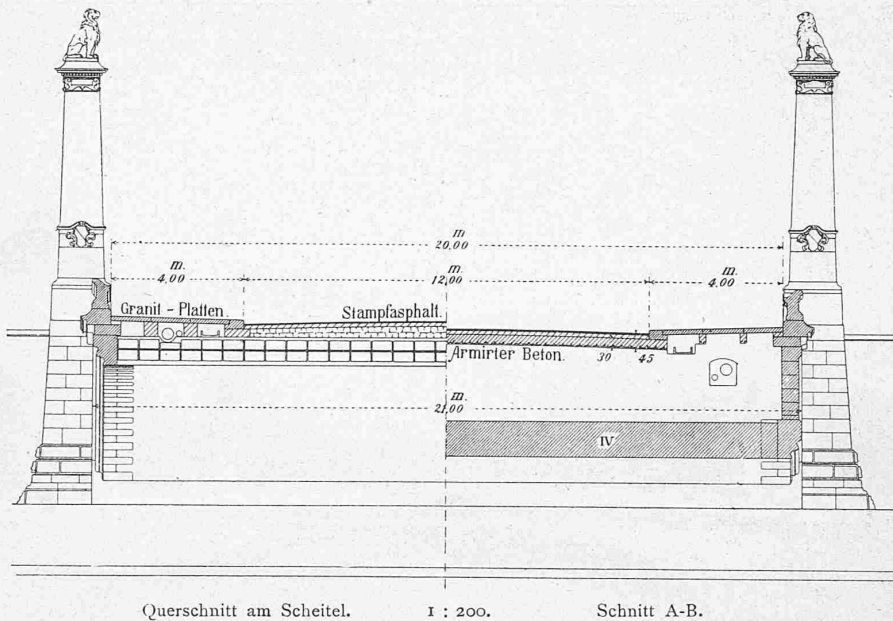 m
20,00
m.
4,00
m.
12,00
m.
4,00
Granit-Platten.
Stampfasphalt.
Armirter Beton.
30
45
m.
21,00
IV
Querschnitt am Scheitel. 1 : 200. Schnitt A-B.